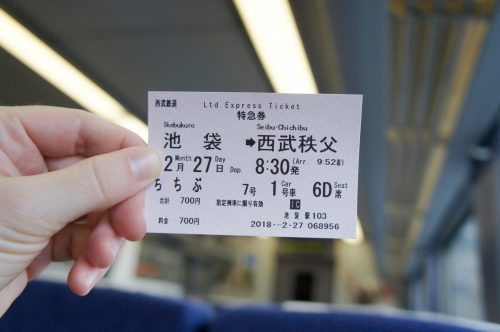 西武鉄道 Ltd.Express Ticket
特急券
Ikebukuro Seibu-Chichibu
池袋 ➡ 西武秩父
2 Month 月 27 Day 日 Dep. 8:30発 (Arr 9:52着)
ちちぶ 7号 1 Car 号車 6D Seat 席
合計 700円 指定列車に限り有効 IC
池袋駅103
料金 700円 2018.-2-27 068956